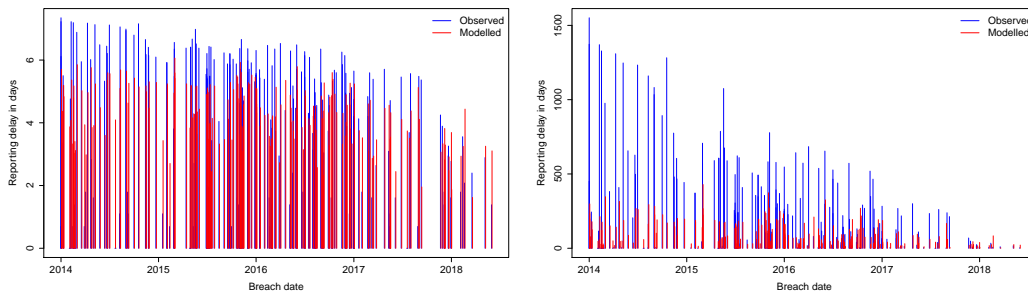 Observed
Modelled
Reporting delay in days
0
2
4
6
2014
2015
2016
2017
2018
Breach date
Observed
Modelled
Reporting delay in days
0
500
1000
1500
2014
2015
2016
2017
2018
Breach date